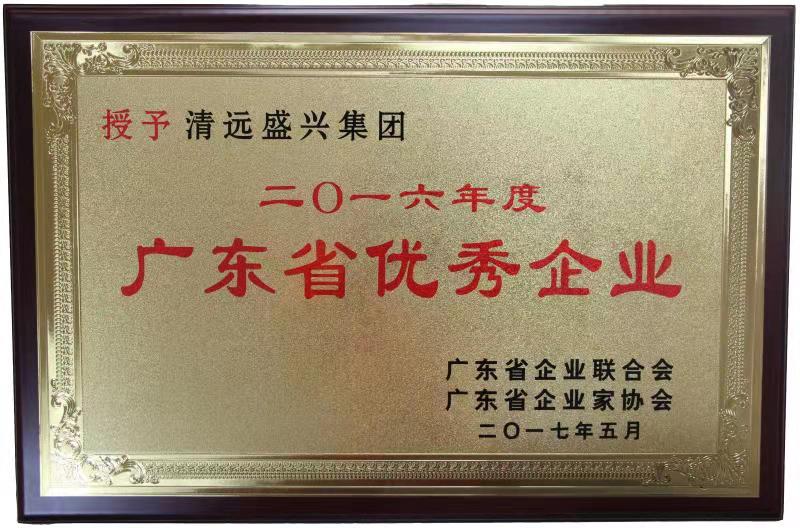 授予 清远盛兴集团
二〇一六年度
广东省优秀企业
广东省企业联合会
广东省企业家协会
二〇一七年五月